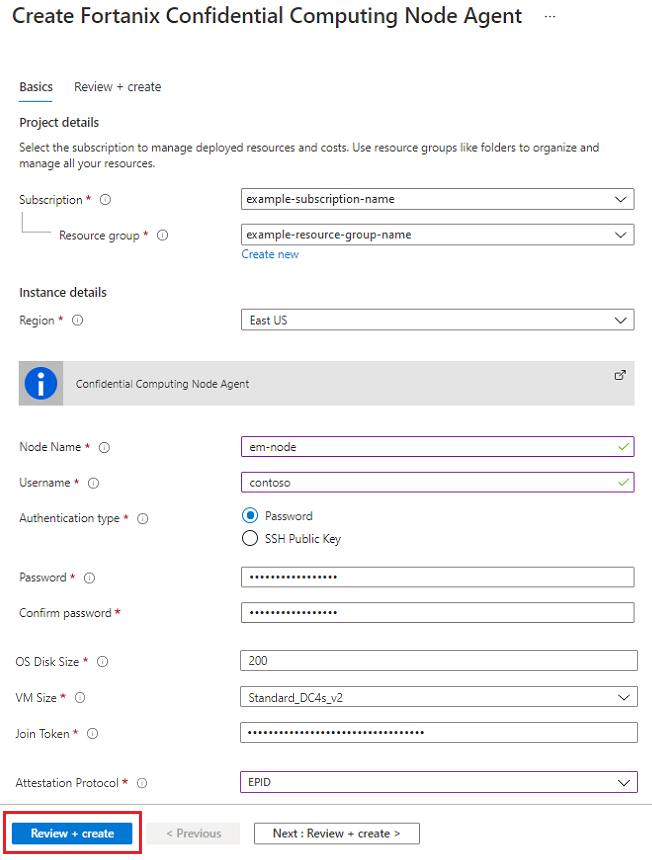 Create Fortanix Confidential Computing Node Agent ...
Basics Review + create
Project details
Select the subscription to manage deployed resources and costs. Use resource groups like folders to organize and
manage all your resources.
Subscription * example-subscription-name
Resource group * example-resource-group-name
Create new
Instance details
Region * East US
Confidential Computing Node Agent
Node Name * em-node
Username * contoso
Authentication type * Password
SSH Public Key
Password * •••••••••••••••••
Confirm password * •••••••••••••••••
OS Disk Size * 200
VM Size * Standard_DC4s_v2
Join Token * ••••••••••••••••••••••••••••••••••
Attestation Protocol * EPID
Review + create < Previous Next : Review + create >